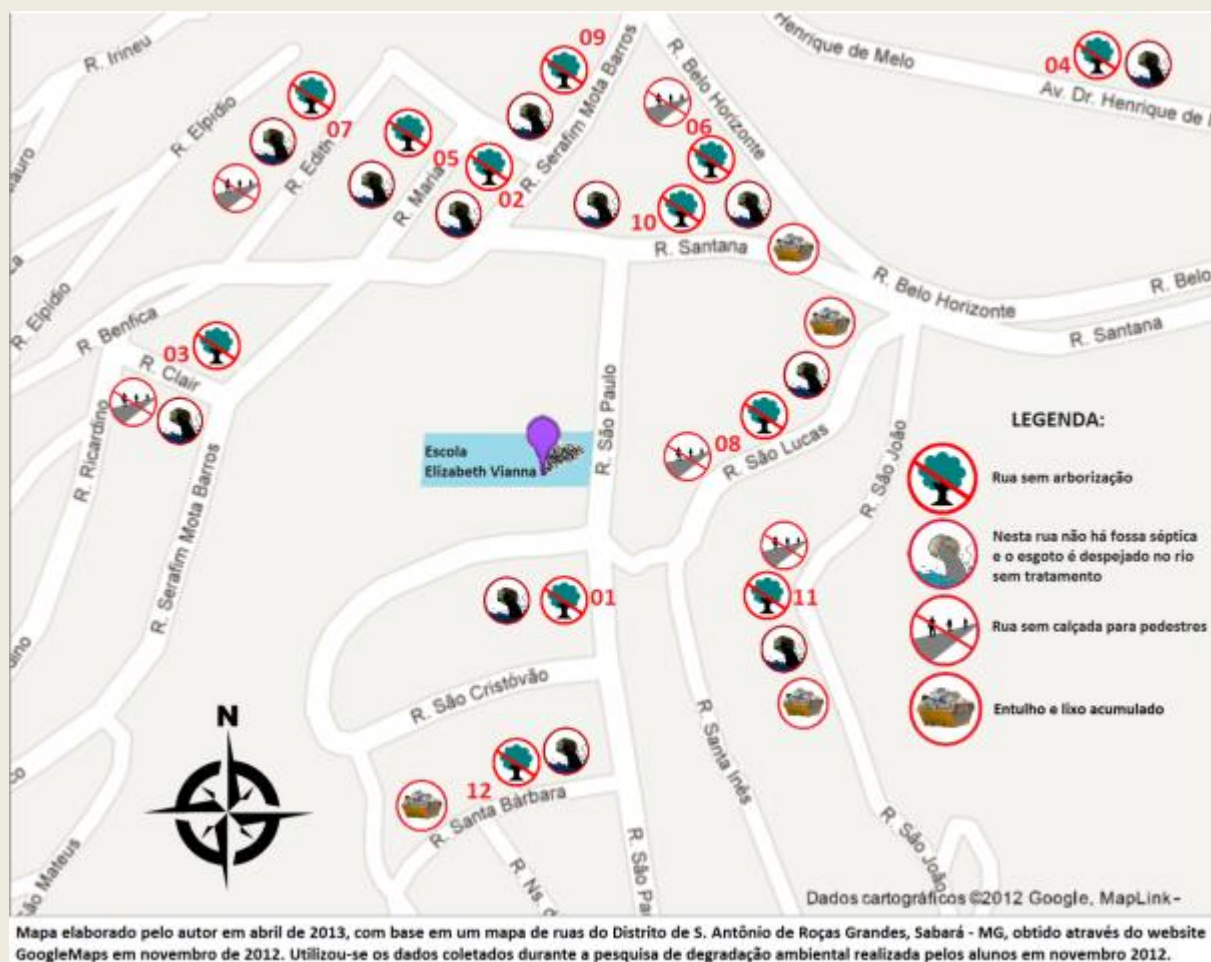 R. Irineu
R. Elpídio
Mauro
R. Edith
07
05
R. Maria
02
09
R. Serafim Mota Barros
R. Belo Horizonte
06
10
Henrique de Melo
04
Av. Dr. Henrique de
R. Santana
R. Belo Horizonte
R. Belo
R. Santana
R. Elpídio
R. Benfica
03
R. Clair
R. Ricardino
R. Serafim Mota Barros
Escola
Elizabeth Vianna
R. São Paulo
08
R. São Lucas
R. São João
LEGENDA:
Rua sem arborização
Nesta rua não há fossa séptica
e o esgoto é despejado no rio
sem tratamento
Rua sem calçada para pedestres
Entulho e lixo acumulado
01
11
R. São Cristóvão
R. Santa Inês
12
R. Santa Bárbara
N
São Mateus
R. Ns.
R. São Pa
R. São João
Dados cartográficos ©2012 Google, MapLink-
Mapa elaborado pelo autor em abril de 2013, com base em um mapa de ruas do Distrito de S. Antônio de Roças Grandes, Sabará - MG, obtido através do website
GoogleMaps em novembro de 2012. Utilizou-se os dados coletados durante a pesquisa de degradação ambiental realizada pelos alunos em novembro 2012.